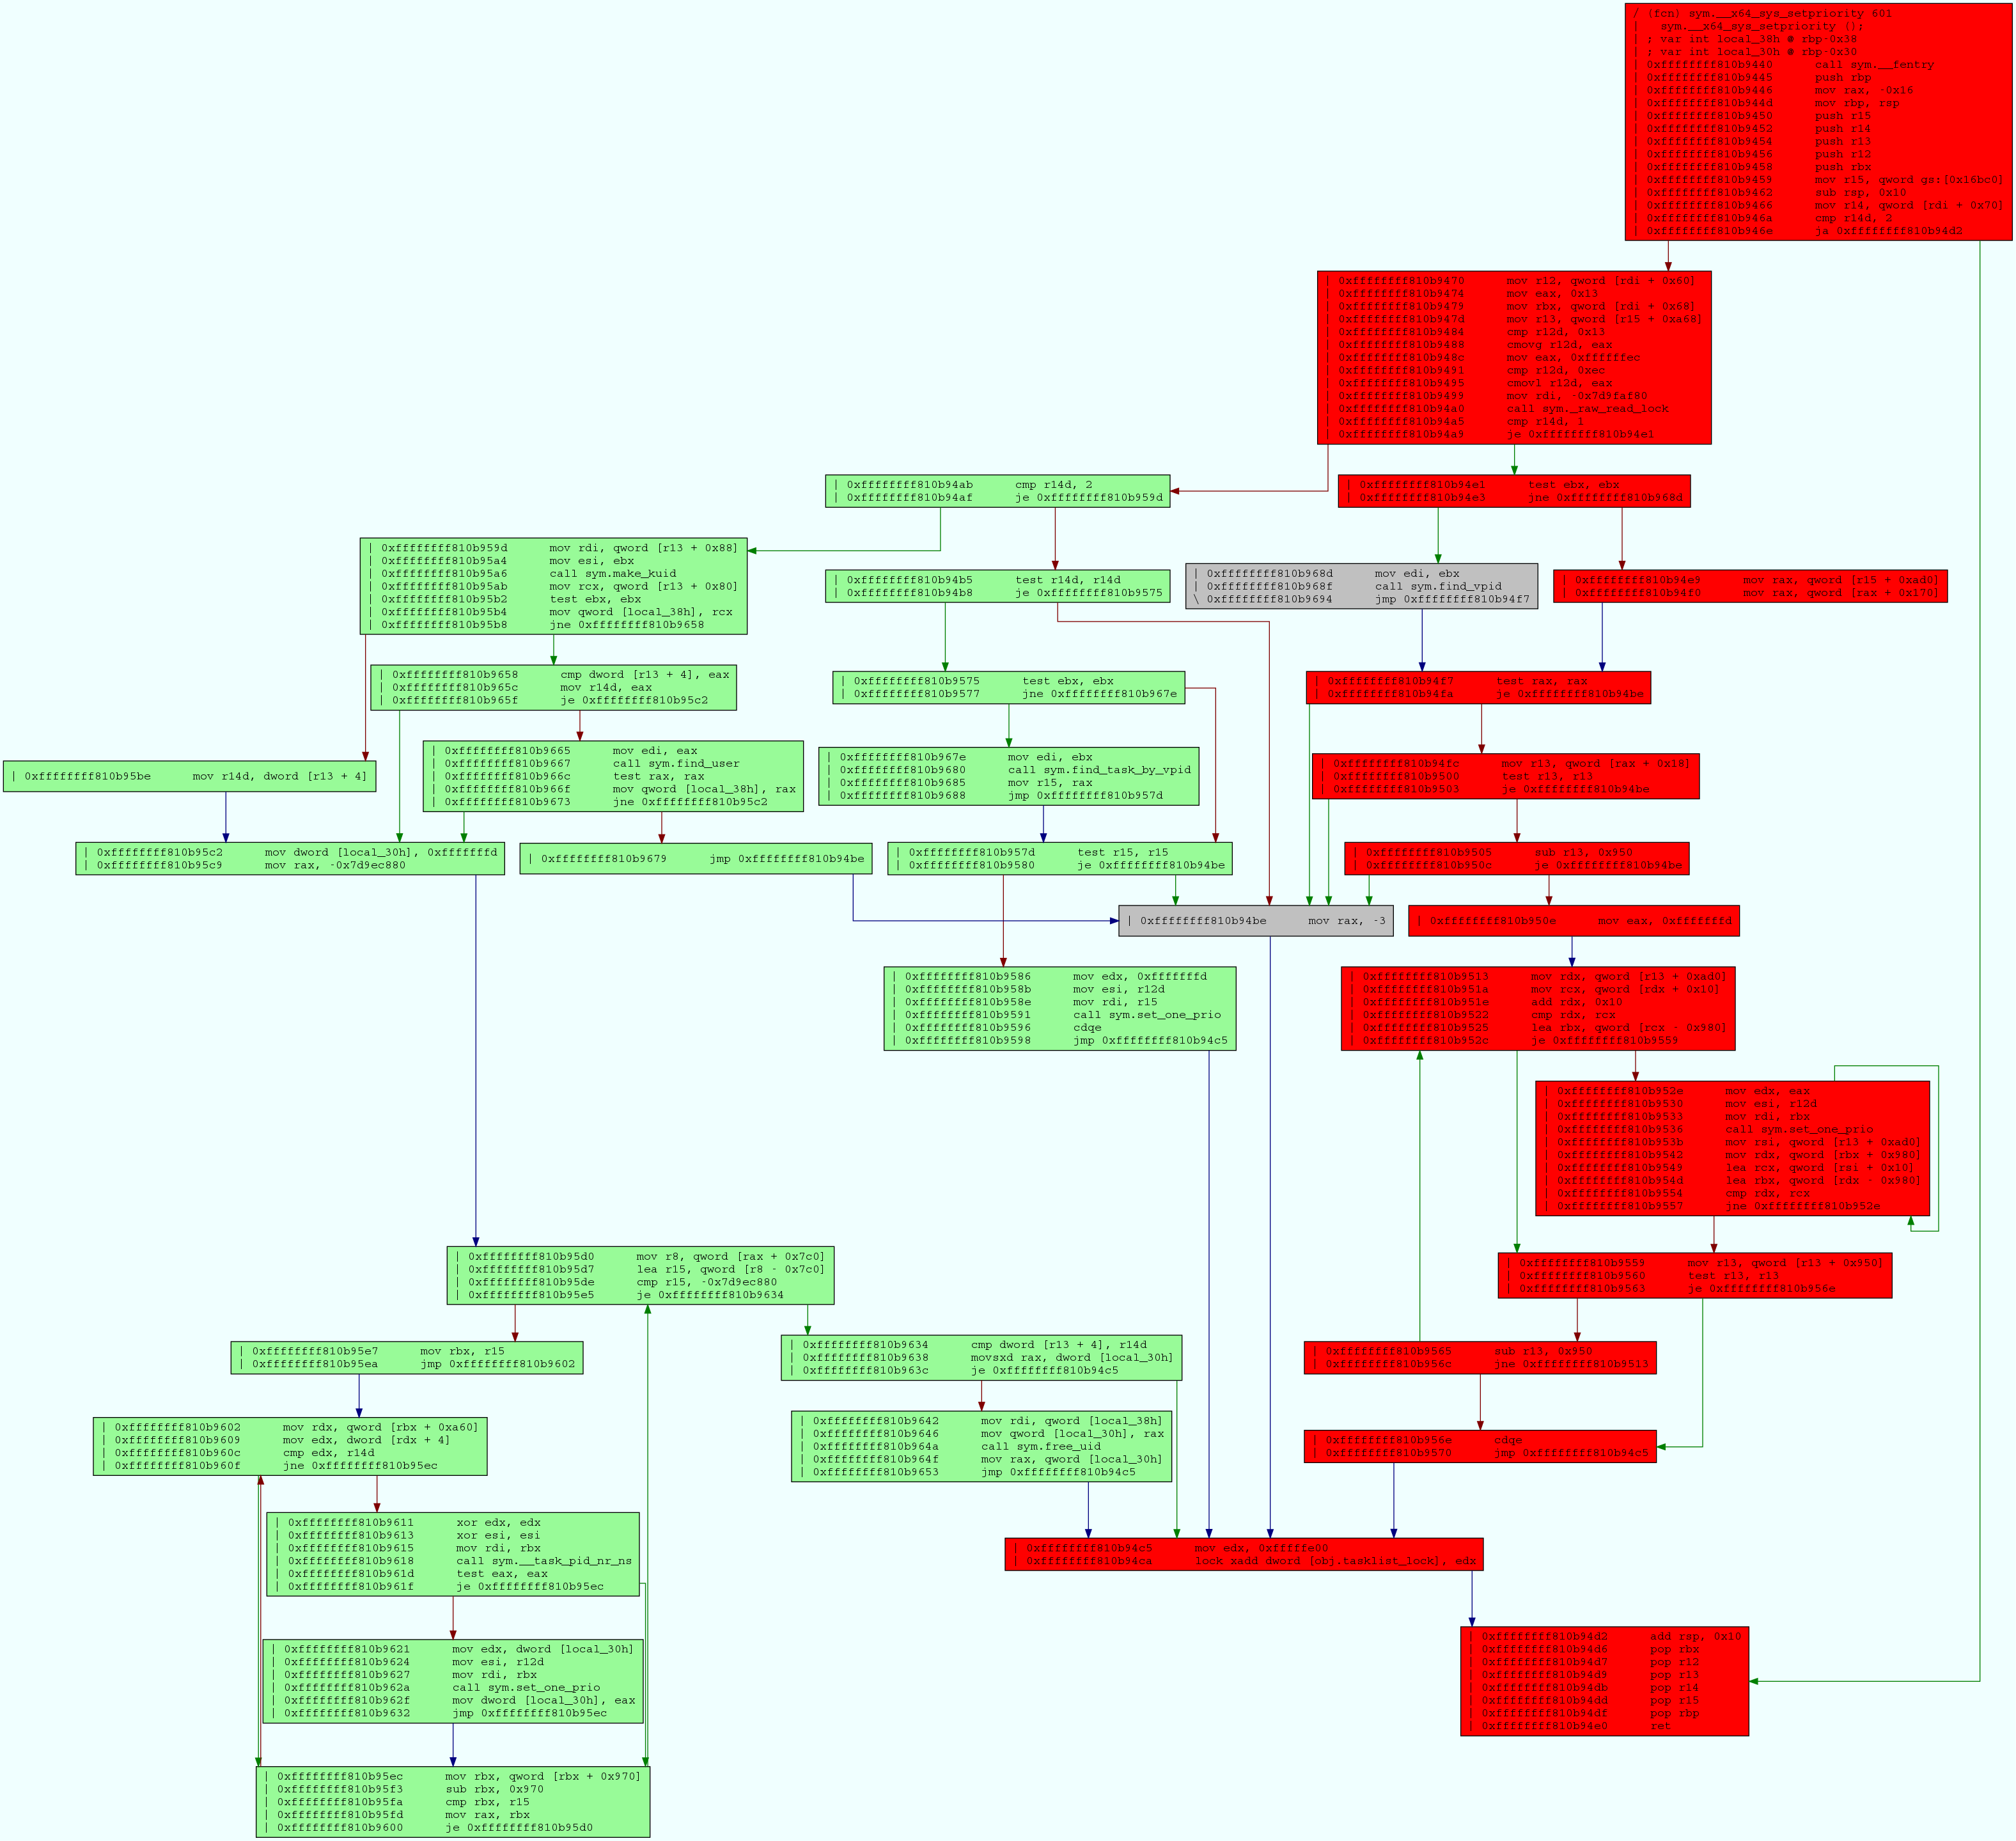 / (fcn) sym.__x64_sys_setpriority 601
|   sym.__x64_sys_setpriority ();
| ; var int local_38h @ rbp-0x38
| ; var int local_30h @ rbp-0x30
| 0xffffffff810b9440      call sym.__fentry
| 0xffffffff810b9445      push rbp
| 0xffffffff810b9446      mov rax, -0x16
| 0xffffffff810b944d      mov rbp, rsp
| 0xffffffff810b9450      push r15
| 0xffffffff810b9452      push r14
| 0xffffffff810b9454      push r13
| 0xffffffff810b9456      push r12
| 0xffffffff810b9458      push rbx
| 0xffffffff810b9459      mov r15, qword gs:[0x16bc0]
| 0xffffffff810b9462      sub rsp, 0x10
| 0xffffffff810b9466      mov r14, qword [rdi + 0x70]
| 0xffffffff810b946a      cmp r14d, 2
| 0xffffffff810b946e      ja 0xffffffff810b94d2
| 0xffffffff810b9470      mov r12, qword [rdi + 0x60]
| 0xffffffff810b9474      mov eax, 0x13
| 0xffffffff810b9479      mov rbx, qword [rdi + 0x68]
| 0xffffffff810b947d      mov r13, qword [r15 + 0xa68]
| 0xffffffff810b9484      cmp r12d, 0x13
| 0xffffffff810b9488      cmovg r12d, eax
| 0xffffffff810b948c      mov eax, 0xffffffec
| 0xffffffff810b9491      cmp r12d, 0xec
| 0xffffffff810b9495      cmovl r12d, eax
| 0xffffffff810b9499      mov rdi, -0x7d9faf80
| 0xffffffff810b94a0      call sym._raw_read_lock
| 0xffffffff810b94a5      cmp r14d, 1
| 0xffffffff810b94a9      je 0xffffffff810b94e1
| 0xffffffff810b94ab      cmp r14d, 2
| 0xffffffff810b94af      je 0xffffffff810b959d
| 0xffffffff810b94e1      test ebx, ebx
| 0xffffffff810b94e3      jne 0xffffffff810b968d
| 0xffffffff810b959d      mov rdi, qword [r13 + 0x88]
| 0xffffffff810b95a4      mov esi, ebx
| 0xffffffff810b95a6      call sym.make_kuid
| 0xffffffff810b95ab      mov rcx, qword [r13 + 0x80]
| 0xffffffff810b95b2      test ebx, ebx
| 0xffffffff810b95b4      mov qword [local_38h], rcx
| 0xffffffff810b95b8      jne 0xffffffff810b9658
| 0xffffffff810b94b5      test r14d, r14d
| 0xffffffff810b94b8      je 0xffffffff810b9575
| 0xffffffff810b968d      mov edi, ebx
| 0xffffffff810b968f      call sym.find_vpid
\ 0xffffffff810b9694      jmp 0xffffffff810b94f7
| 0xffffffff810b94e9      mov rax, qword [r15 + 0xad0]
| 0xffffffff810b94f0      mov rax, qword [rax + 0x170]
| 0xffffffff810b9658      cmp dword [r13 + 4], eax
| 0xffffffff810b965c      mov r14d, eax
| 0xffffffff810b965f      je 0xffffffff810b95c2
| 0xffffffff810b9575      test ebx, ebx
| 0xffffffff810b9577      jne 0xffffffff810b967e
| 0xffffffff810b94f7      test rax, rax
| 0xffffffff810b94fa      je 0xffffffff810b94be
| 0xffffffff810b95be      mov r14d, dword [r13 + 4]
| 0xffffffff810b9665      mov edi, eax
| 0xffffffff810b9667      call sym.find_user
| 0xffffffff810b966c      test rax, rax
| 0xffffffff810b966f      mov qword [local_38h], rax
| 0xffffffff810b9673      jne 0xffffffff810b95c2
| 0xffffffff810b967e      mov edi, ebx
| 0xffffffff810b9680      call sym.find_task_by_vpid
| 0xffffffff810b9685      mov r15, rax
| 0xffffffff810b9688      jmp 0xffffffff810b957d
| 0xffffffff810b94fc      mov r13, qword [rax + 0x18]
| 0xffffffff810b9500      test r13, r13
| 0xffffffff810b9503      je 0xffffffff810b94be
| 0xffffffff810b95c2      mov dword [local_30h], 0xfffffffd
| 0xffffffff810b95c9      mov rax, -0x7d9ec880
| 0xffffffff810b9679      jmp 0xffffffff810b94be
| 0xffffffff810b957d      test r15, r15
| 0xffffffff810b9580      je 0xffffffff810b94be
| 0xffffffff810b9505      sub r13, 0x950
| 0xffffffff810b950c      je 0xffffffff810b94be
| 0xffffffff810b94be      mov rax, -3
| 0xffffffff810b950e      mov eax, 0xfffffffd
| 0xffffffff810b9586      mov edx, 0xfffffffd
| 0xffffffff810b958b      mov esi, r12d
| 0xffffffff810b958e      mov rdi, r15
| 0xffffffff810b9591      call sym.set_one_prio
| 0xffffffff810b9596      cdqe
| 0xffffffff810b9598      jmp 0xffffffff810b94c5
| 0xffffffff810b9513      mov rdx, qword [r13 + 0xad0]
| 0xffffffff810b951a      mov rcx, qword [rdx + 0x10]
| 0xffffffff810b951e      add rdx, 0x10
| 0xffffffff810b9522      cmp rdx, rcx
| 0xffffffff810b9525      lea rbx, qword [rcx - 0x980]
| 0xffffffff810b952c      je 0xffffffff810b9559
| 0xffffffff810b952e      mov edx, eax
| 0xffffffff810b9530      mov esi, r12d
| 0xffffffff810b9533      mov rdi, rbx
| 0xffffffff810b9536      call sym.set_one_prio
| 0xffffffff810b953b      mov rsi, qword [r13 + 0xad0]
| 0xffffffff810b9542      mov rdx, qword [rbx + 0x980]
| 0xffffffff810b9549      lea rcx, qword [rsi + 0x10]
| 0xffffffff810b954d      lea rbx, qword [rdx - 0x980]
| 0xffffffff810b9554      cmp rdx, rcx
| 0xffffffff810b9557      jne 0xffffffff810b952e
| 0xffffffff810b95d0      mov r8, qword [rax + 0x7c0]
| 0xffffffff810b95d7      lea r15, qword [r8 - 0x7c0]
| 0xffffffff810b95de      cmp r15, -0x7d9ec880
| 0xffffffff810b95e5      je 0xffffffff810b9634
| 0xffffffff810b9559      mov r13, qword [r13 + 0x950]
| 0xffffffff810b9560      test r13, r13
| 0xffffffff810b9563      je 0xffffffff810b956e
| 0xffffffff810b95e7      mov rbx, r15
| 0xffffffff810b95ea      jmp 0xffffffff810b9602
| 0xffffffff810b9634      cmp dword [r13 + 4], r14d
| 0xffffffff810b9638      movsxd rax, dword [local_30h]
| 0xffffffff810b963c      je 0xffffffff810b94c5
| 0xffffffff810b9565      sub r13, 0x950
| 0xffffffff810b956c      jne 0xffffffff810b9513
| 0xffffffff810b9602      mov rdx, qword [rbx + 0xa60]
| 0xffffffff810b9609      mov edx, dword [rdx + 4]
| 0xffffffff810b960c      cmp edx, r14d
| 0xffffffff810b960f      jne 0xffffffff810b95ec
| 0xffffffff810b9642      mov rdi, qword [local_38h]
| 0xffffffff810b9646      mov qword [local_30h], rax
| 0xffffffff810b964a      call sym.free_uid
| 0xffffffff810b964f      mov rax, qword [local_30h]
| 0xffffffff810b9653      jmp 0xffffffff810b94c5
| 0xffffffff810b956e      cdqe
| 0xffffffff810b9570      jmp 0xffffffff810b94c5
| 0xffffffff810b9611      xor edx, edx
| 0xffffffff810b9613      xor esi, esi
| 0xffffffff810b9615      mov rdi, rbx
| 0xffffffff810b9618      call sym.__task_pid_nr_ns
| 0xffffffff810b961d      test eax, eax
| 0xffffffff810b961f      je 0xffffffff810b95ec
| 0xffffffff810b94c5      mov edx, 0xfffffe00
| 0xffffffff810b94ca      lock xadd dword [obj.tasklist_lock], edx
| 0xffffffff810b9621      mov edx, dword [local_30h]
| 0xffffffff810b9624      mov esi, r12d
| 0xffffffff810b9627      mov rdi, rbx
| 0xffffffff810b962a      call sym.set_one_prio
| 0xffffffff810b962f      mov dword [local_30h], eax
| 0xffffffff810b9632      jmp 0xffffffff810b95ec
| 0xffffffff810b94d2      add rsp, 0x10
| 0xffffffff810b94d6      pop rbx
| 0xffffffff810b94d7      pop r12
| 0xffffffff810b94d9      pop r13
| 0xffffffff810b94db      pop r14
| 0xffffffff810b94dd      pop r15
| 0xffffffff810b94df      pop rbp
| 0xffffffff810b94e0      ret
| 0xffffffff810b95ec      mov rbx, qword [rbx + 0x970]
| 0xffffffff810b95f3      sub rbx, 0x970
| 0xffffffff810b95fa      cmp rbx, r15
| 0xffffffff810b95fd      mov rax, rbx
| 0xffffffff810b9600      je 0xffffffff810b95d0